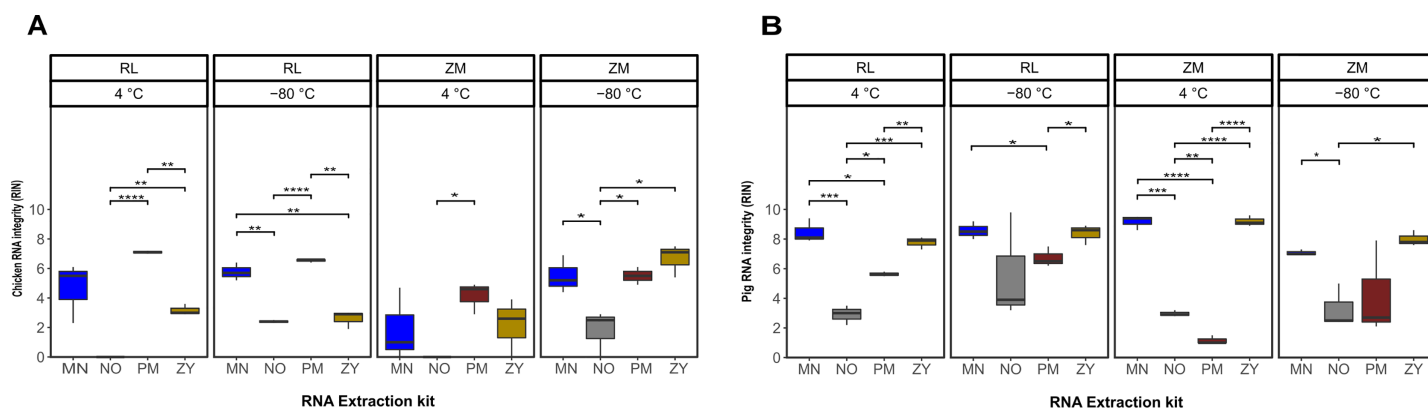 A
B
RL RL ZM ZM
4 °C −80 °C 4 °C −80 °C
RL RL ZM ZM
4 °C −80 °C 4 °C −80 °C
Chicken RNA integrity (RIN)
10
8
6
4
2
0
** ** ****
** **** ** **
*
* * *
MN NO PM ZY MN NO PM ZY MN NO PM ZY MN NO PM ZY
RNA Extraction kit
Pig RNA integrity (RIN)
10
8
6
4
2
0
** *** * * ***
* *
**** **** ** **** ***
* *
MN NO PM ZY MN NO PM ZY MN NO PM ZY MN NO PM ZY
RNA Extraction kit